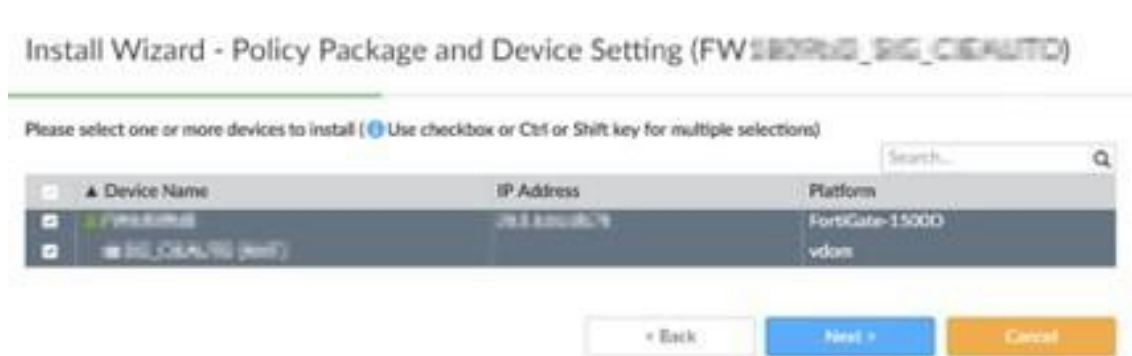 Install Wizard - Policy Package and Device Setting (FW
Please select one or more devices to install ( Use checkbox or Ctrl or Shift key for multiple selections)
Search...
▲ Device Name IP Address Platform
FortiGate-1500D
vdom
< Back Next > Cancel